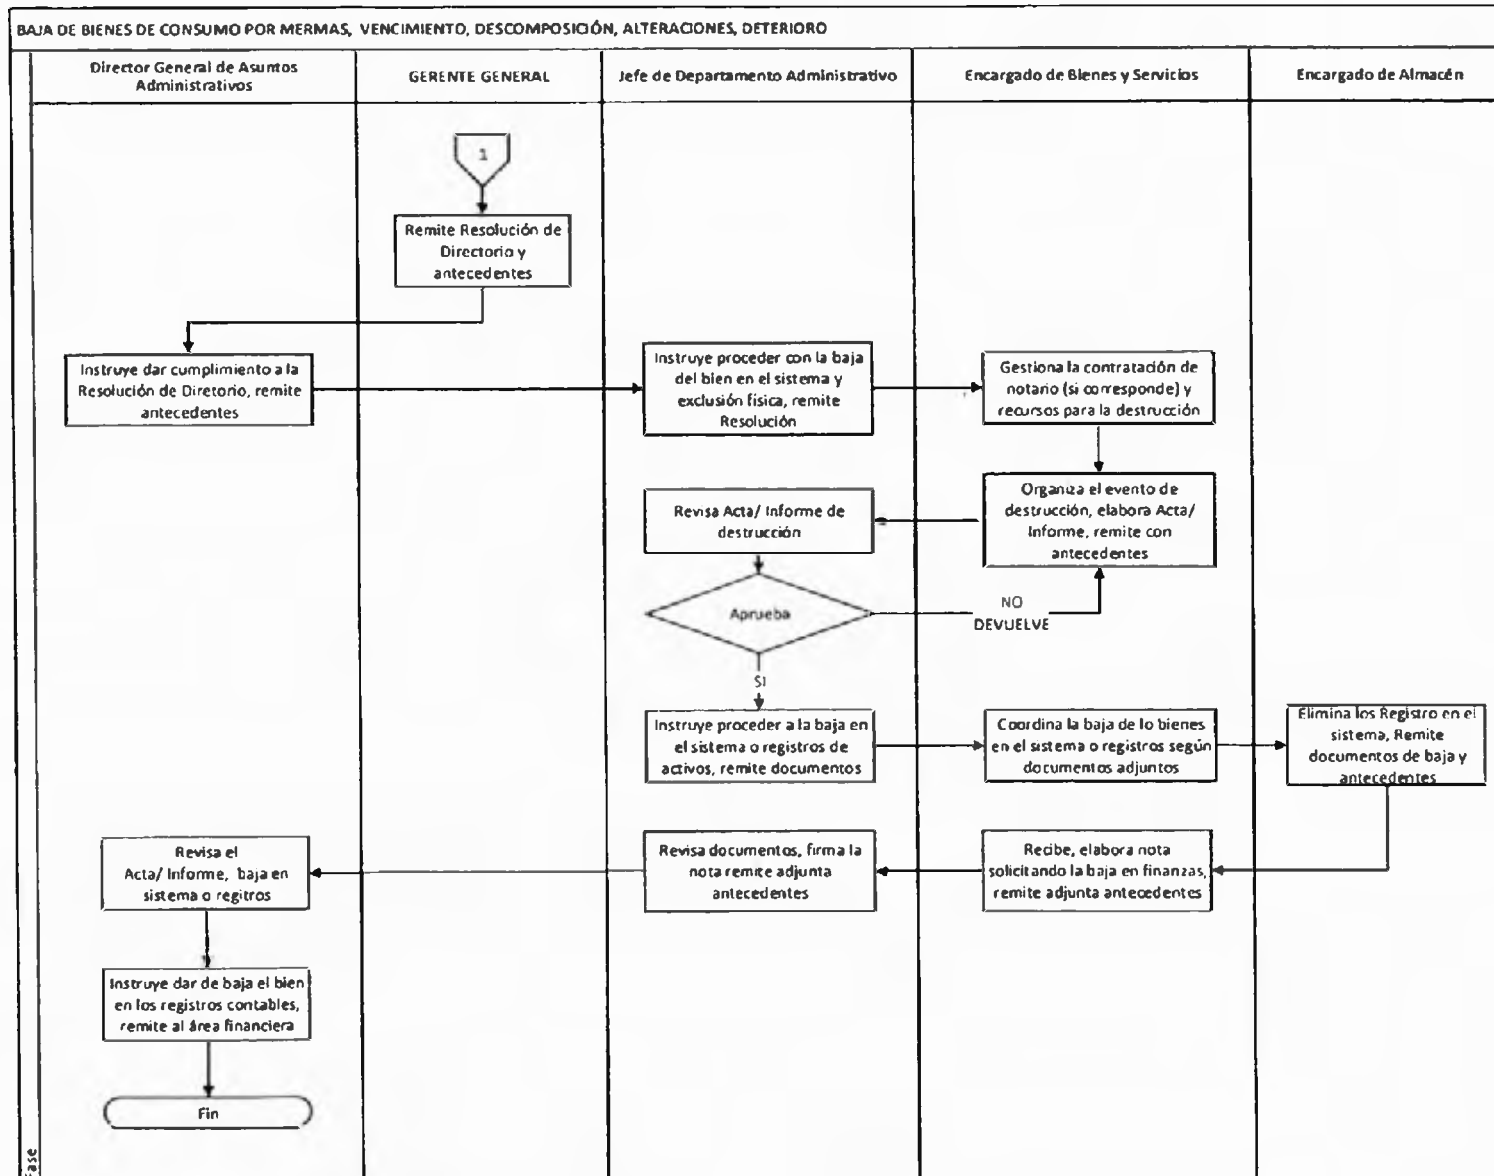 BAJA DE BIENES DE CONSUMO POR MERMAS, VENCIMIENTO, DESCOMPOSICIÓN, ALTERACIONES, DETERIORO
Director General de Asuntos
Administrativos
GERENTE GENERAL
Jefe de Departamento Administrativo
Encargado de Bienes y Servicios
Encargado de Almacén
1
Remite Resolución de
Directorio y
antecedentes
Instruye dar cumplimiento a la
Resolución de Diretorio, remite
antecedentes
Instruye proceder con la baja
del bien en el sistema y
exclusión física, remite
Resolución
Gestiona la contratación de
notario (si corresponde) y
recursos para la destrucción
Revisa Acta/ Informe de
destrucción
Organiza el evento de
destrucción, elabora Acta/
Informe, remite con
antecedentes
Aprueba
NO
DEVUELVE
SI
Instruye proceder a la baja en
el sistema o registros de
activos, remite documentos
Coordina la baja de lo bienes
en el sistema o registros según
documentos adjuntos
Elimina los Registro en el
sistema, Remite
documentos de baja y
antecedentes
Revisa el
Acta/ Informe, baja en
sistema o regitros
Revisa documentos, firma la
nota remite adjunta
antecedentes
Recibe, elabora nota
solicitando la baja en finanzas,
remite adjunta antecedentes
Instruye dar de baja el bien
en los registros contables,
remite al área financiera
Fin
Fase